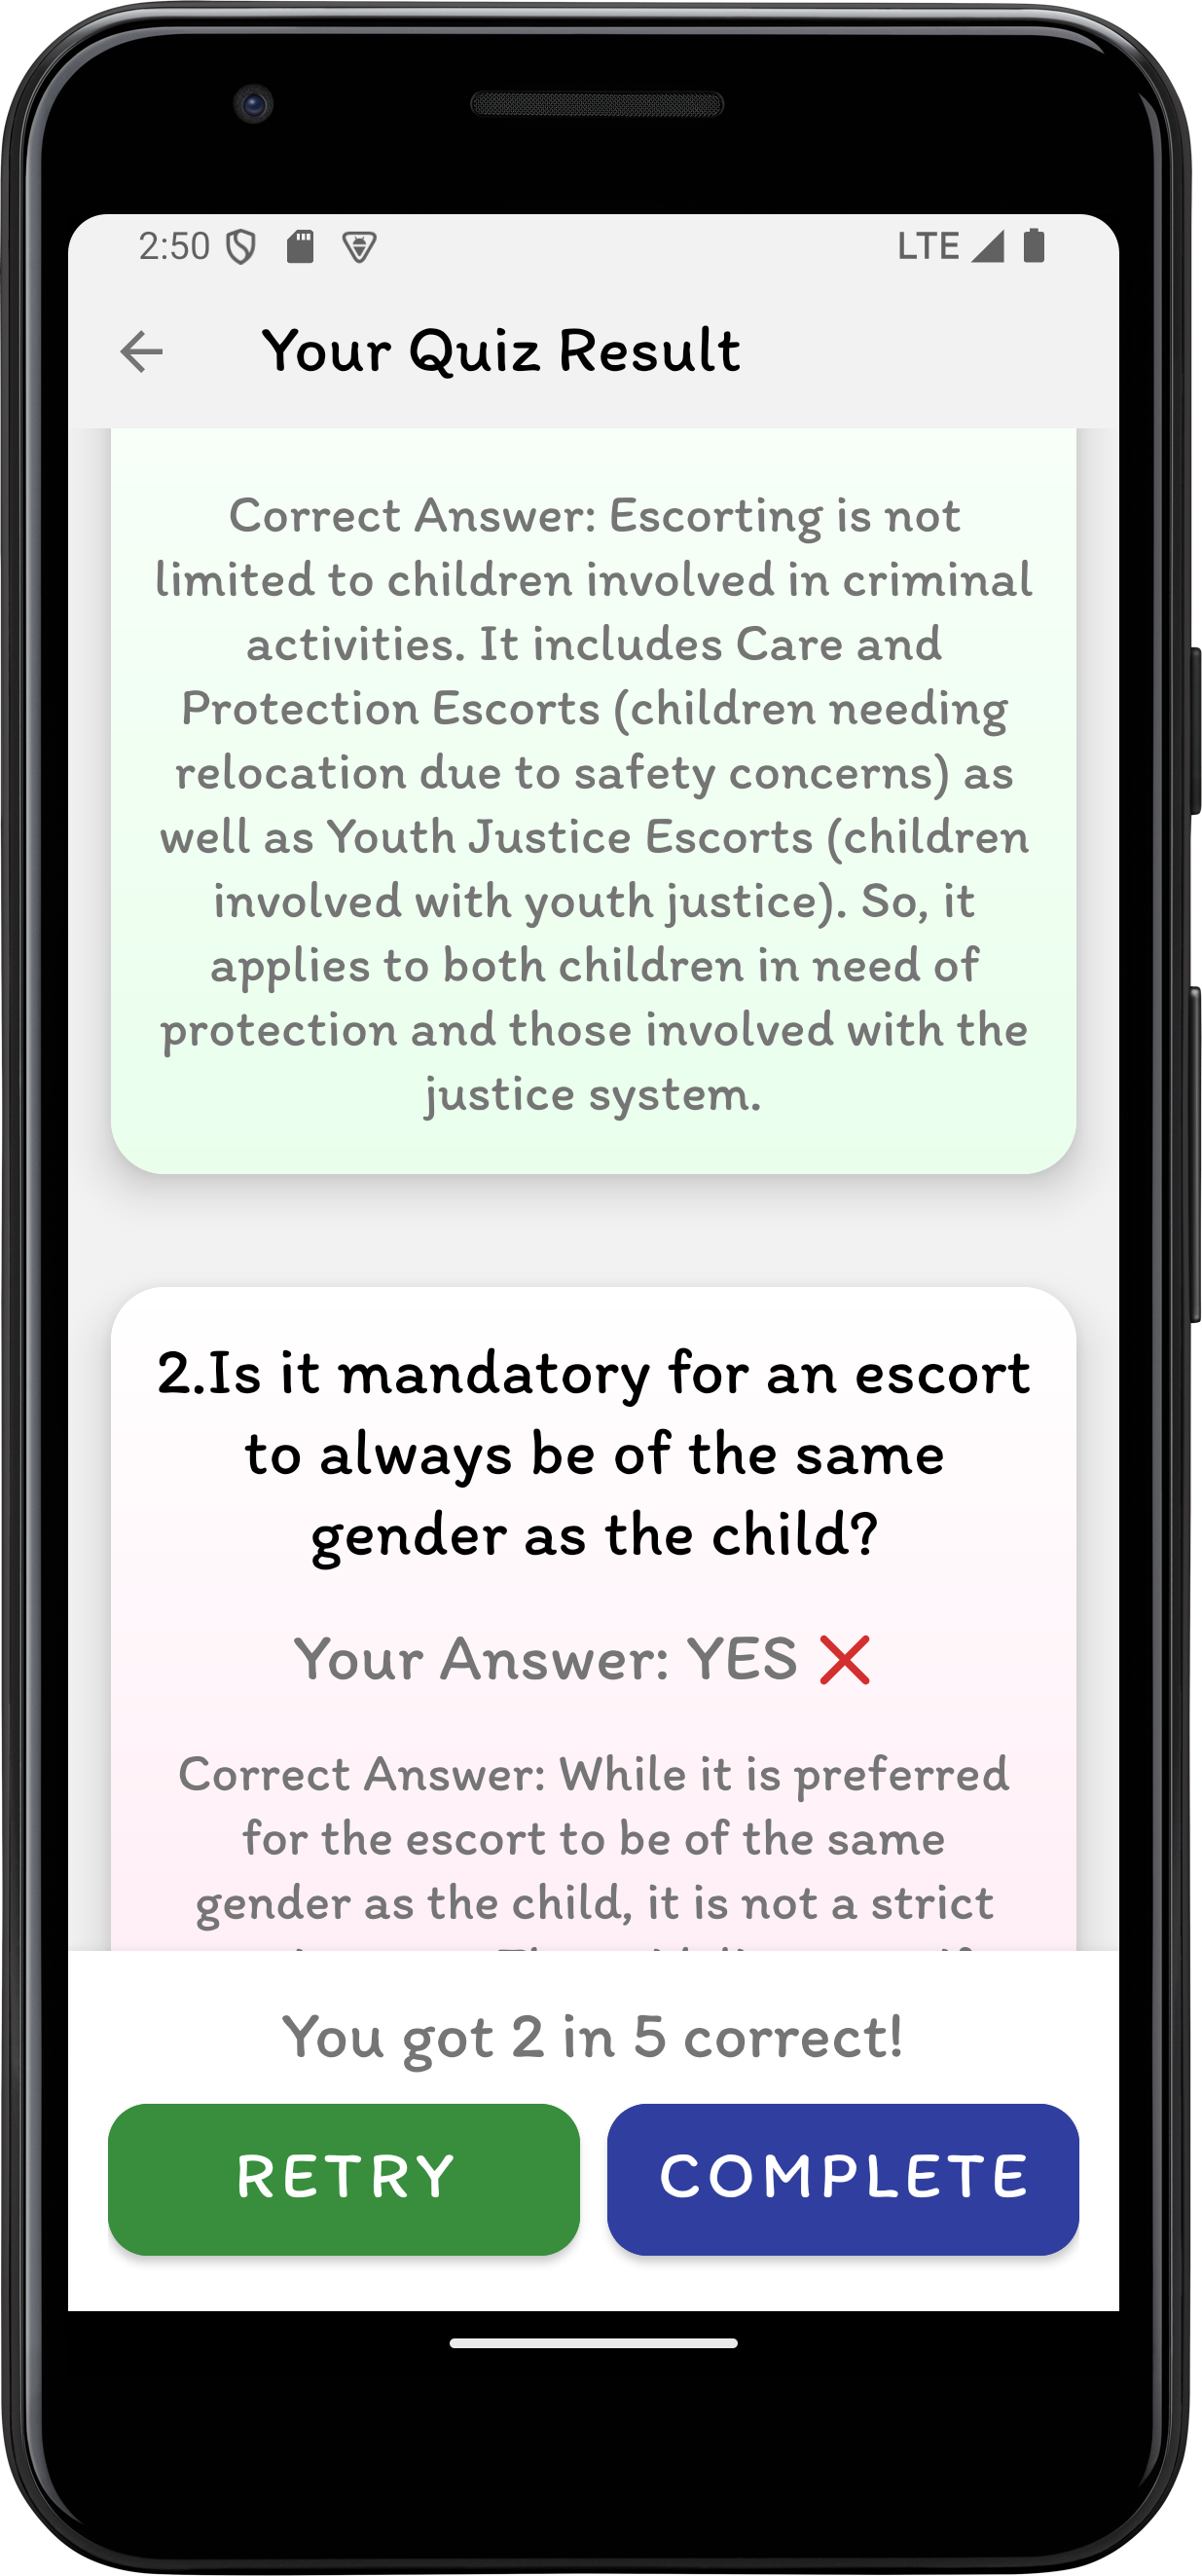 2:50
LTE
Your Quiz Result
Correct Answer: Escorting is not
limited to children involved in criminal
activities. It includes Care and
Protection Escorts (children needing
relocation due to safety concerns) as
well as Youth Justice Escorts (children
involved with youth justice). So, it
applies to both children in need of
protection and those involved with the
justice system.
2.Is it mandatory for an escort
to always be of the same
gender as the child?
Your Answer: YES
Correct Answer: While it is preferred
for the escort to be of the same
gender as the child, it is not a strict
You got 2 in 5 correct!
RETRY
COMPLETE